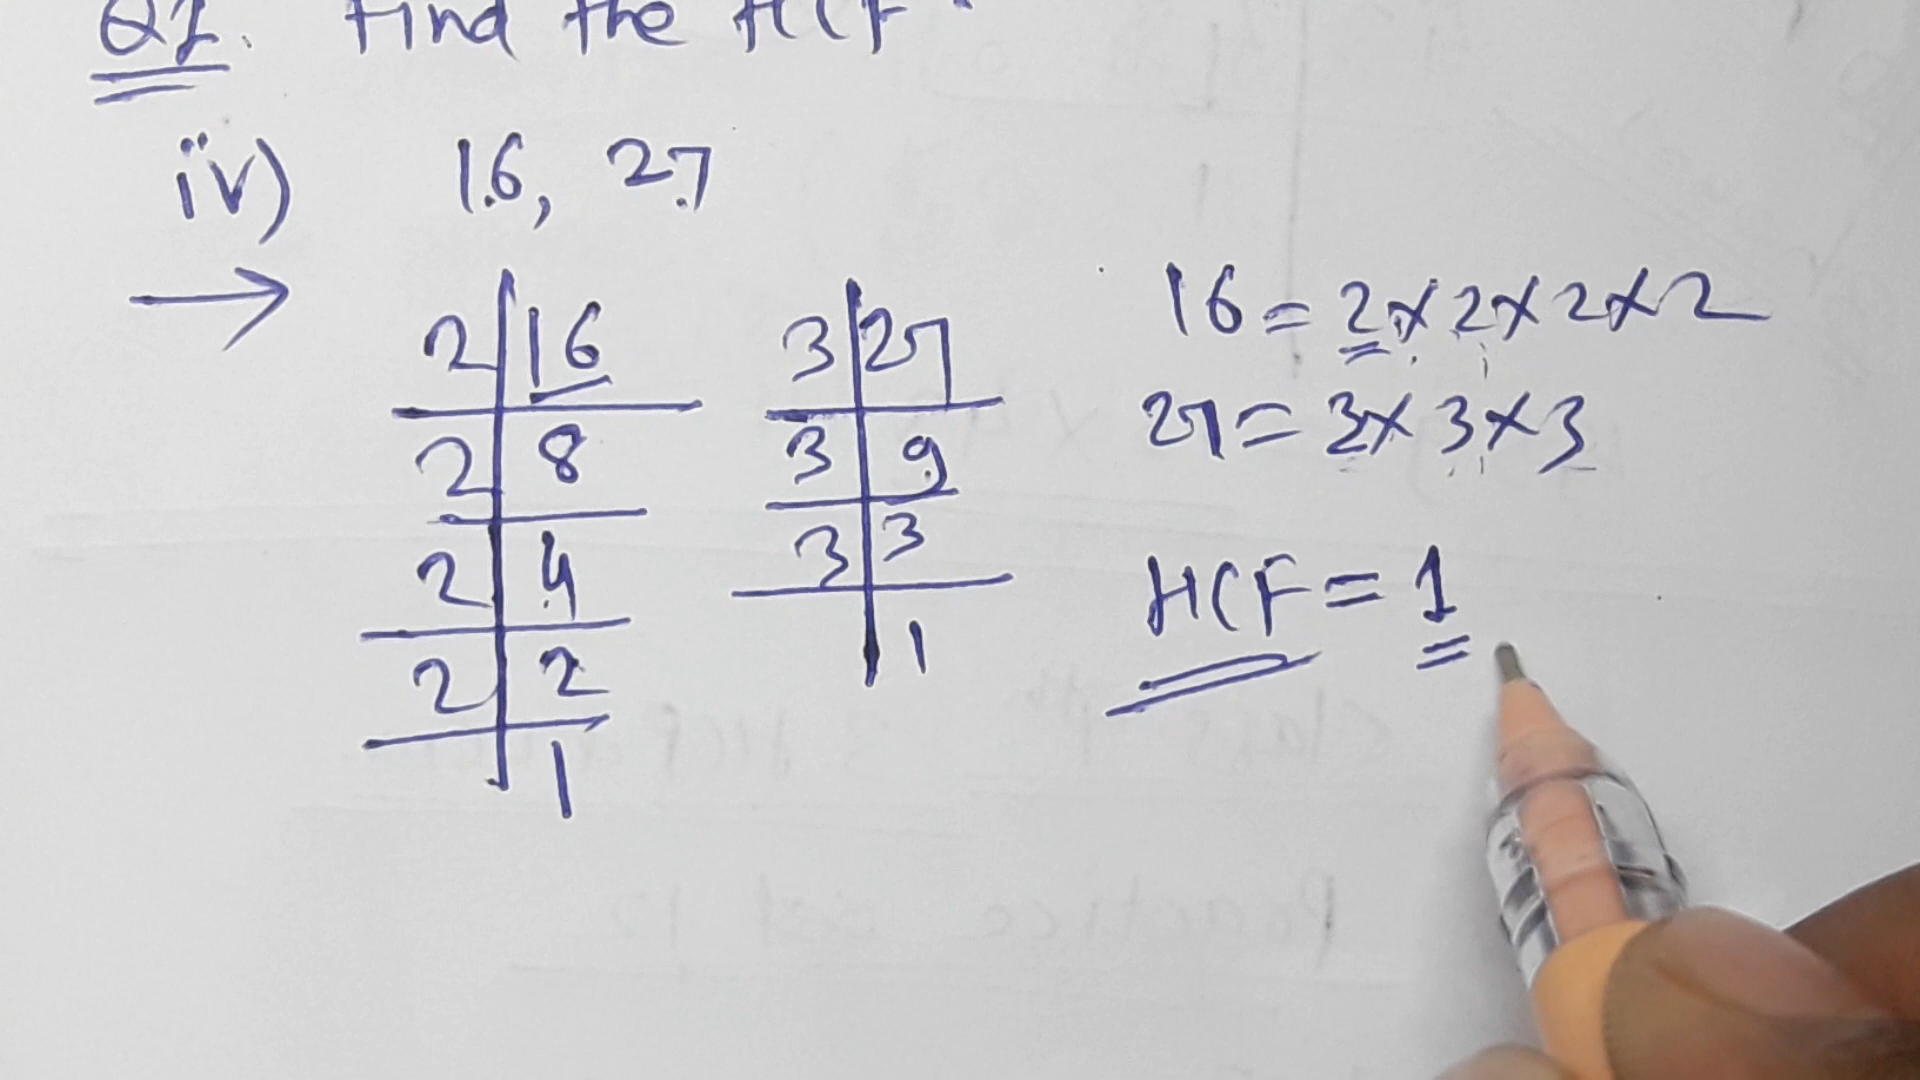 Q1. Find the HCF.
iv) 16, 27
→
2 | 16
2 | 8
2 | 4
2 | 2
1
3 | 27
3 | 9
3 | 3
1
16 = 2 x 2 x 2 x 2
27 = 3 x 3 x 3
HCF = 1